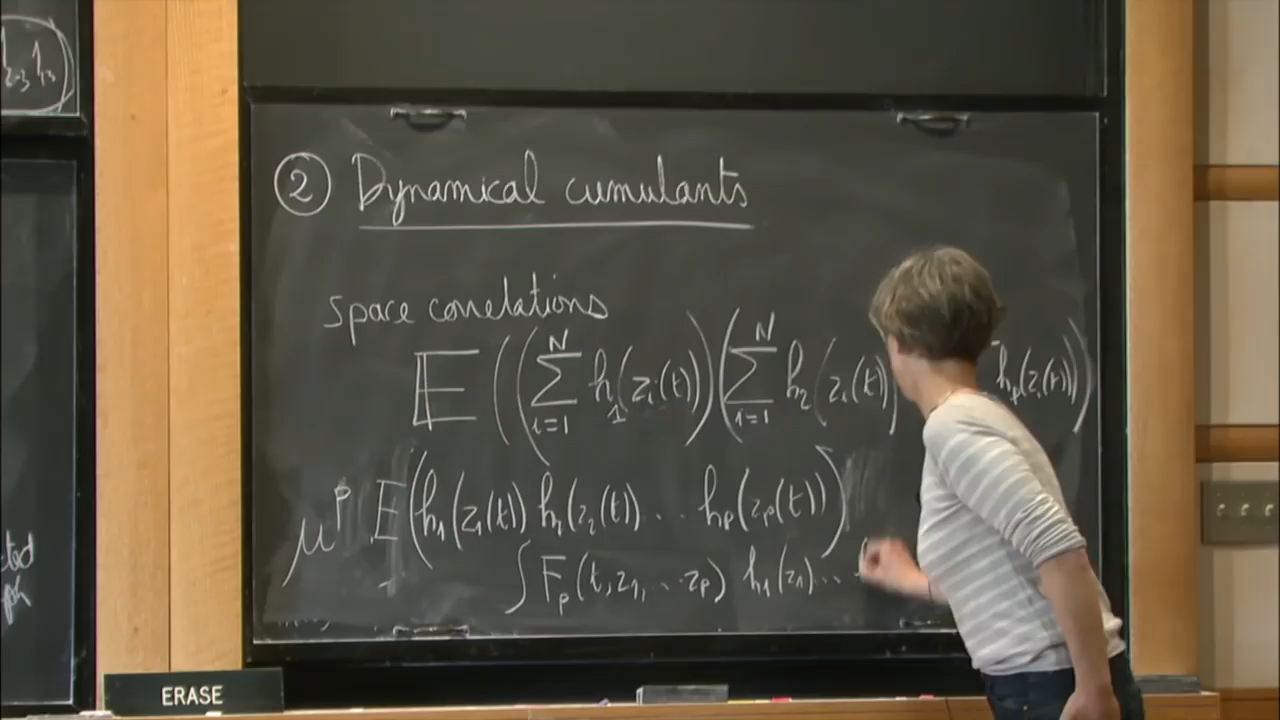 ② Dynamical cumulants
space correlations
E((∑_{i=1}^{N} h_1(z_i(t)))(∑_{i=1}^{N} h_2(z_i(t) h_p(z_i(t)))
μ^p E(h_1(z_1(t)) h_2(z_2(t)) . . . h_p(z_p(t)))
∫ F_p(t, z_1, . . z_p) h_1(z_1) . . .
ERASE